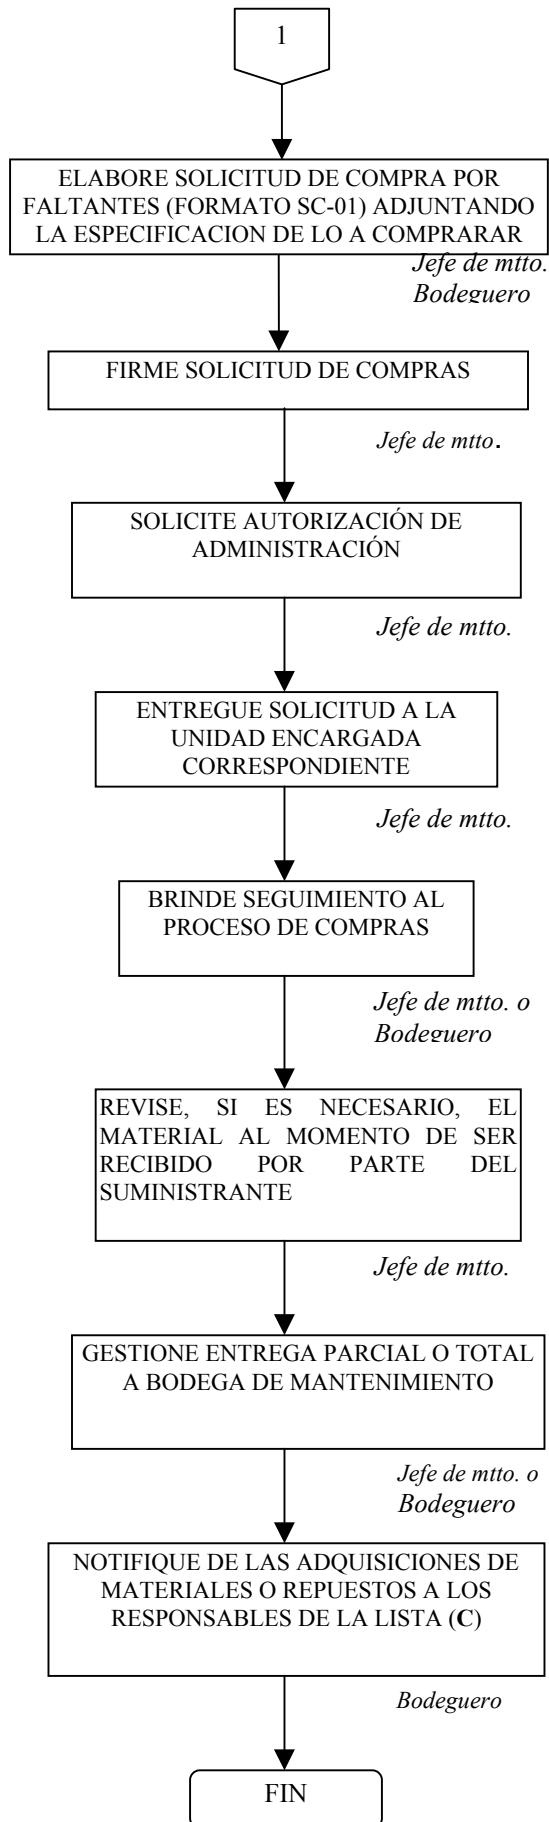 1
ELABORE SOLICITUD DE COMPRA POR
FALTANTES (FORMATO SC-01) ADJUNTANDO
LA ESPECIFICACION DE LO A COMPRARAR
Jefe de mtto.
Bodeguero
FIRME SOLICITUD DE COMPRAS
Jefe de mtto.
SOLICITE AUTORIZACIÓN DE
ADMINISTRACIÓN
Jefe de mtto.
ENTREGUE SOLICITUD A LA
UNIDAD ENCARGADA
CORRESPONDIENTE
Jefe de mtto.
BRINDE SEGUIMIENTO AL
PROCESO DE COMPRAS
Jefe de mtto. o
Bodeguero
REVISE, SI ES NECESARIO, EL
MATERIAL AL MOMENTO DE SER
RECIBIDO POR PARTE DEL
SUMINISTRANTE
Jefe de mtto.
GESTIONE ENTREGA PARCIAL O TOTAL
A BODEGA DE MANTENIMIENTO
Jefe de mtto. o
Bodeguero
NOTIFIQUE DE LAS ADQUISICIONES DE
MATERIALES O REPUESTOS A LOS
RESPONSABLES DE LA LISTA (C)
Bodeguero
FIN